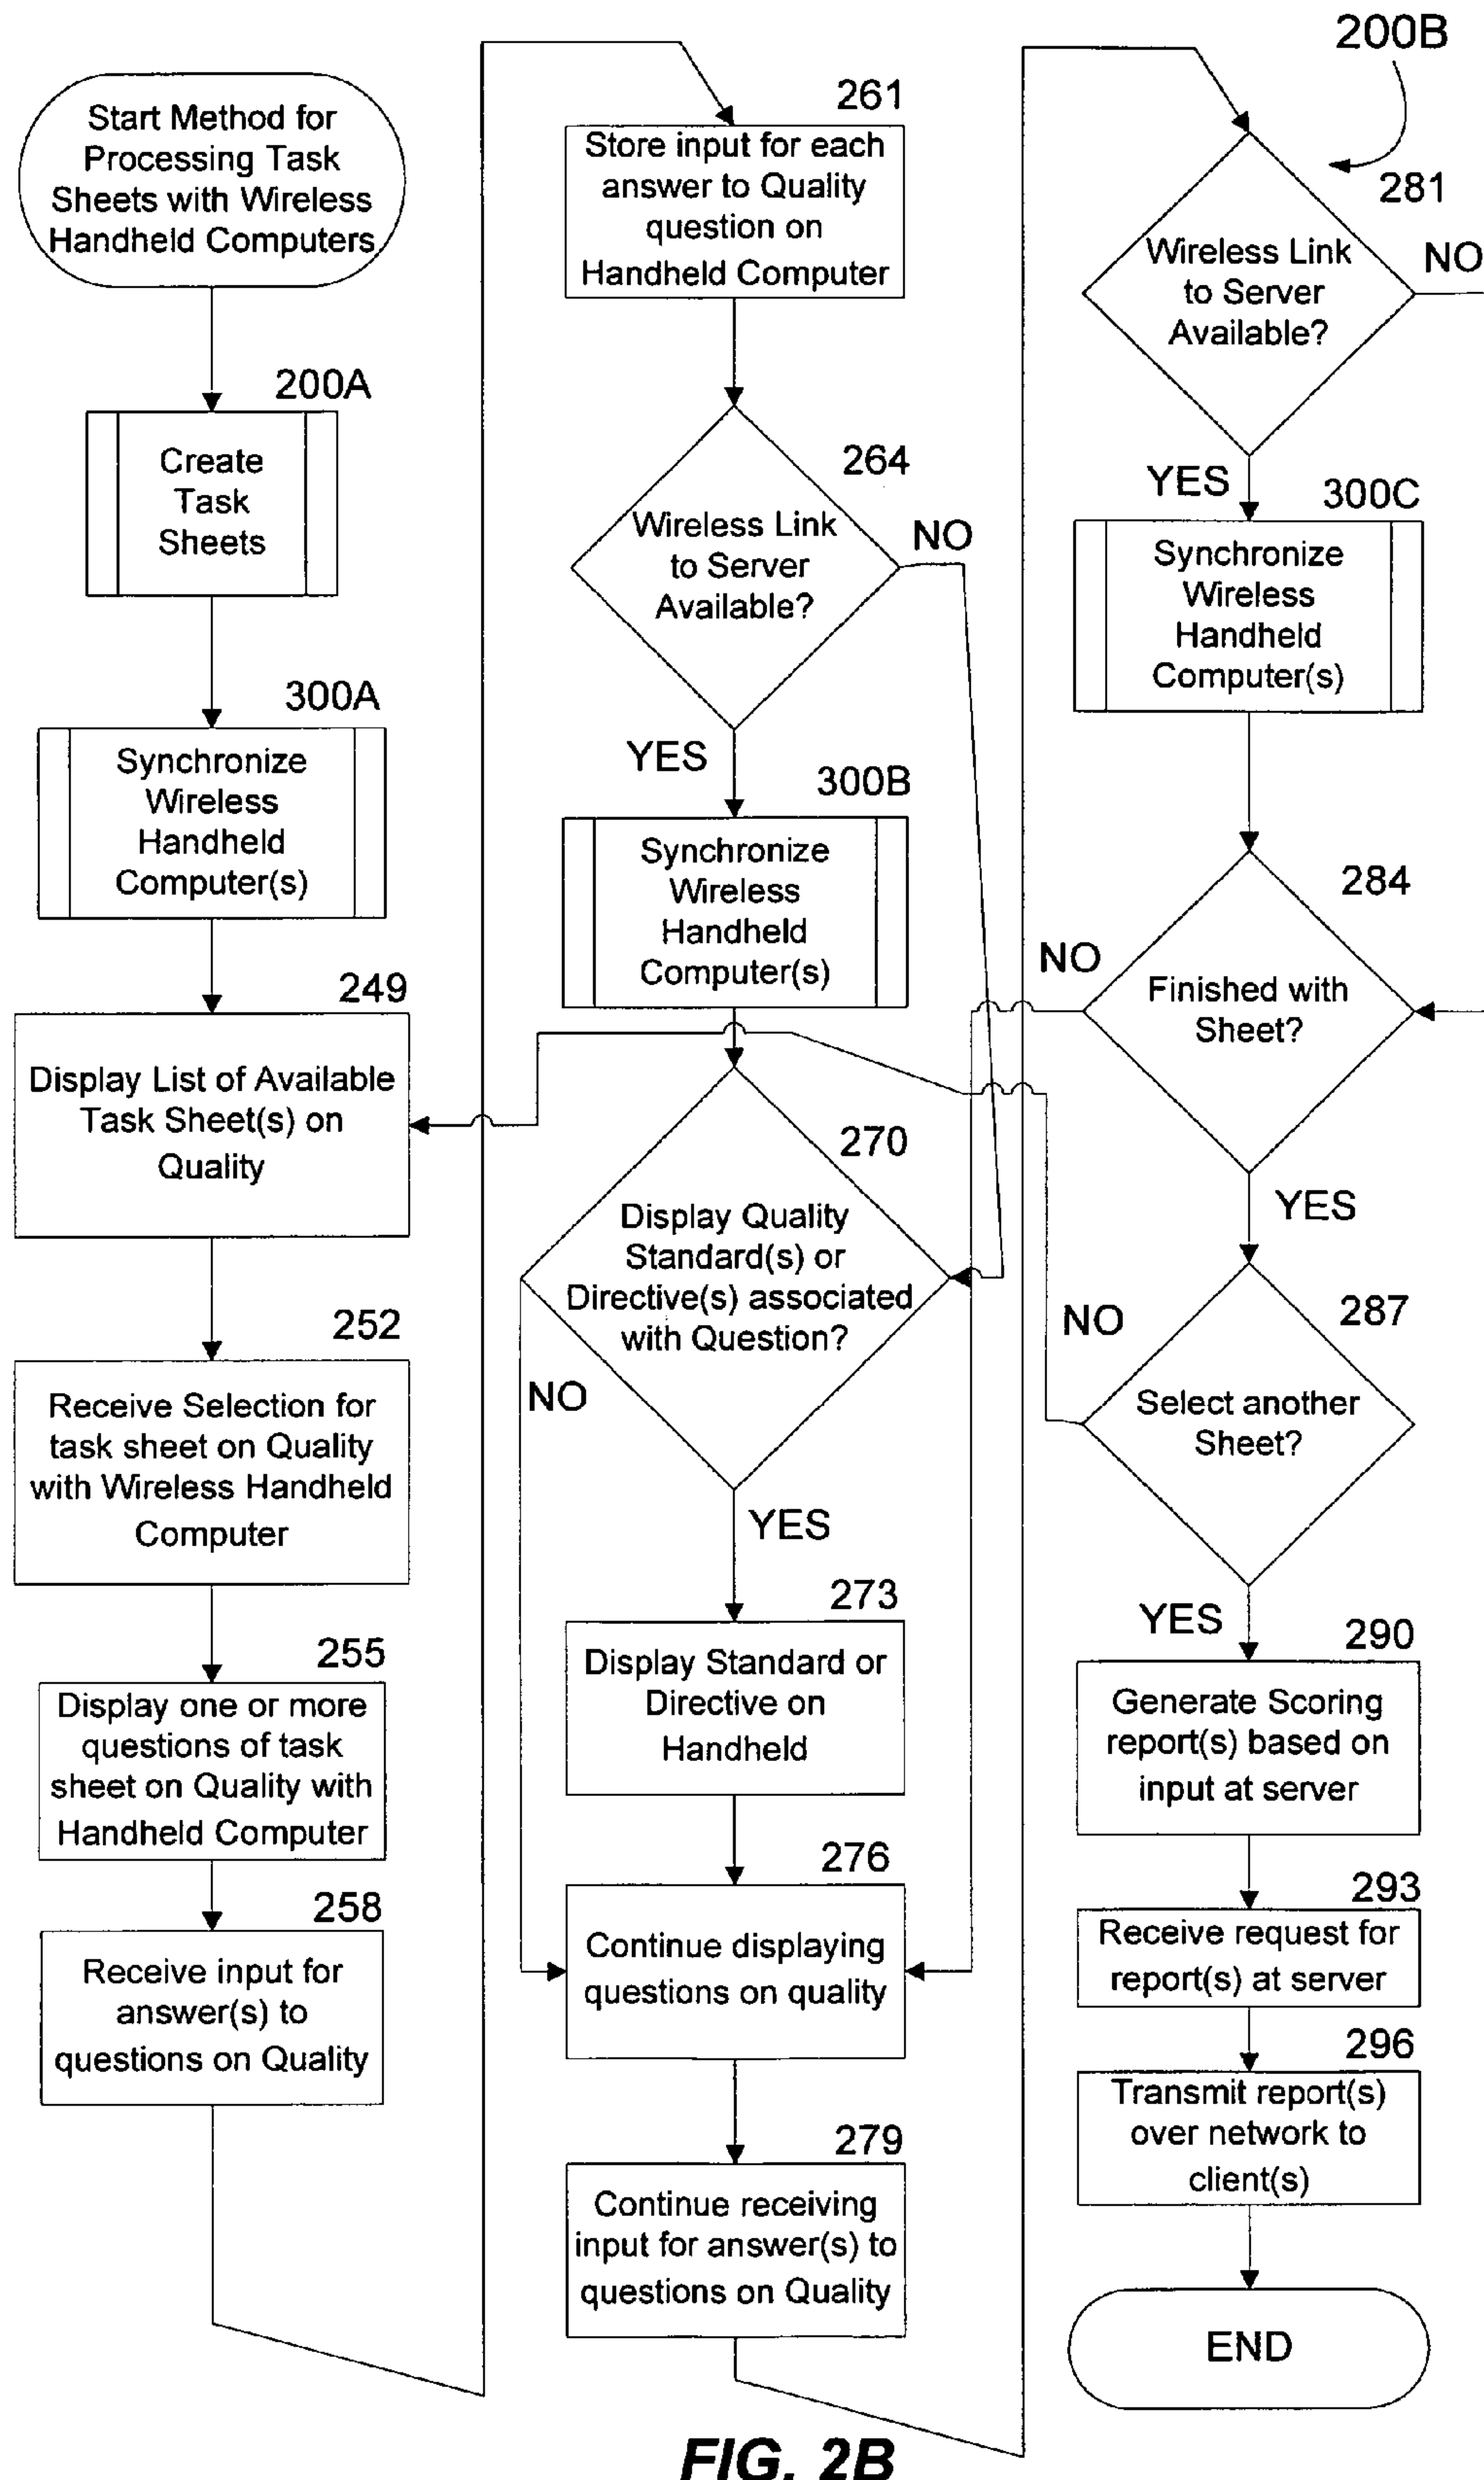 Start Method for
Processing Task
Sheets with Wireless
Handheld Computers
200A
Create
Task
Sheets
300A
Synchronize
Wireless
Handheld
Computer(s)
249
Display List of Available
Task Sheet(s) on
Quality
252
Receive Selection for
task sheet on Quality
with Wireless Handheld
Computer
255
Display one or more
questions of task
sheet on Quality with
Handheld Computer
258
Receive input for
answer(s) to
questions on Quality
261
Store input for each
answer to Quality
question on
Handheld Computer
264
Wireless Link
to Server
Available?
NO
YES
300B
Synchronize
Wireless
Handheld
Computer(s)
270
Display Quality
Standard(s) or
Directive(s) associated
with Question?
NO
YES
273
Display Standard or
Directive on
Handheld
276
Continue displaying
questions on quality
279
Continue receiving
input for answer(s) to
questions on Quality
200B
281
Wireless Link
to Server
Available?
NO
YES
300C
Synchronize
Wireless
Handheld
Computer(s)
284
NO
Finished with
Sheet?
YES
287
NO
Select another
Sheet?
YES
290
Generate Scoring
report(s) based on
input at server
293
Receive request for
report(s) at server
296
Transmit report(s)
over network to
client(s)
END
FIG. 2B